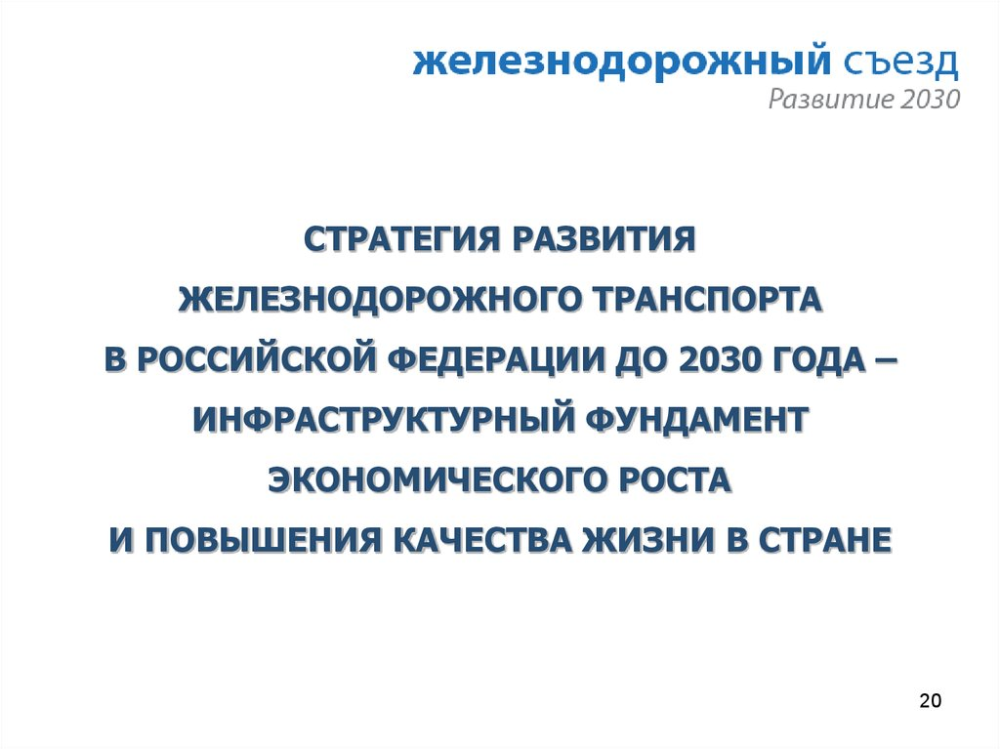 железнодорожный съезд
Развитие 2030
СТРАТЕГИЯ РАЗВИТИЯ
ЖЕЛЕЗНОДОРОЖНОГО ТРАНСПОРТА
В РОССИЙСКОЙ ФЕДЕРАЦИИ ДО 2030 ГОДА –
ИНФРАСТРУКТУРНЫЙ ФУНДАМЕНТ
ЭКОНОМИЧЕСКОГО РОСТА
И ПОВЫШЕНИЯ КАЧЕСТВА ЖИЗНИ В СТРАНЕ
20